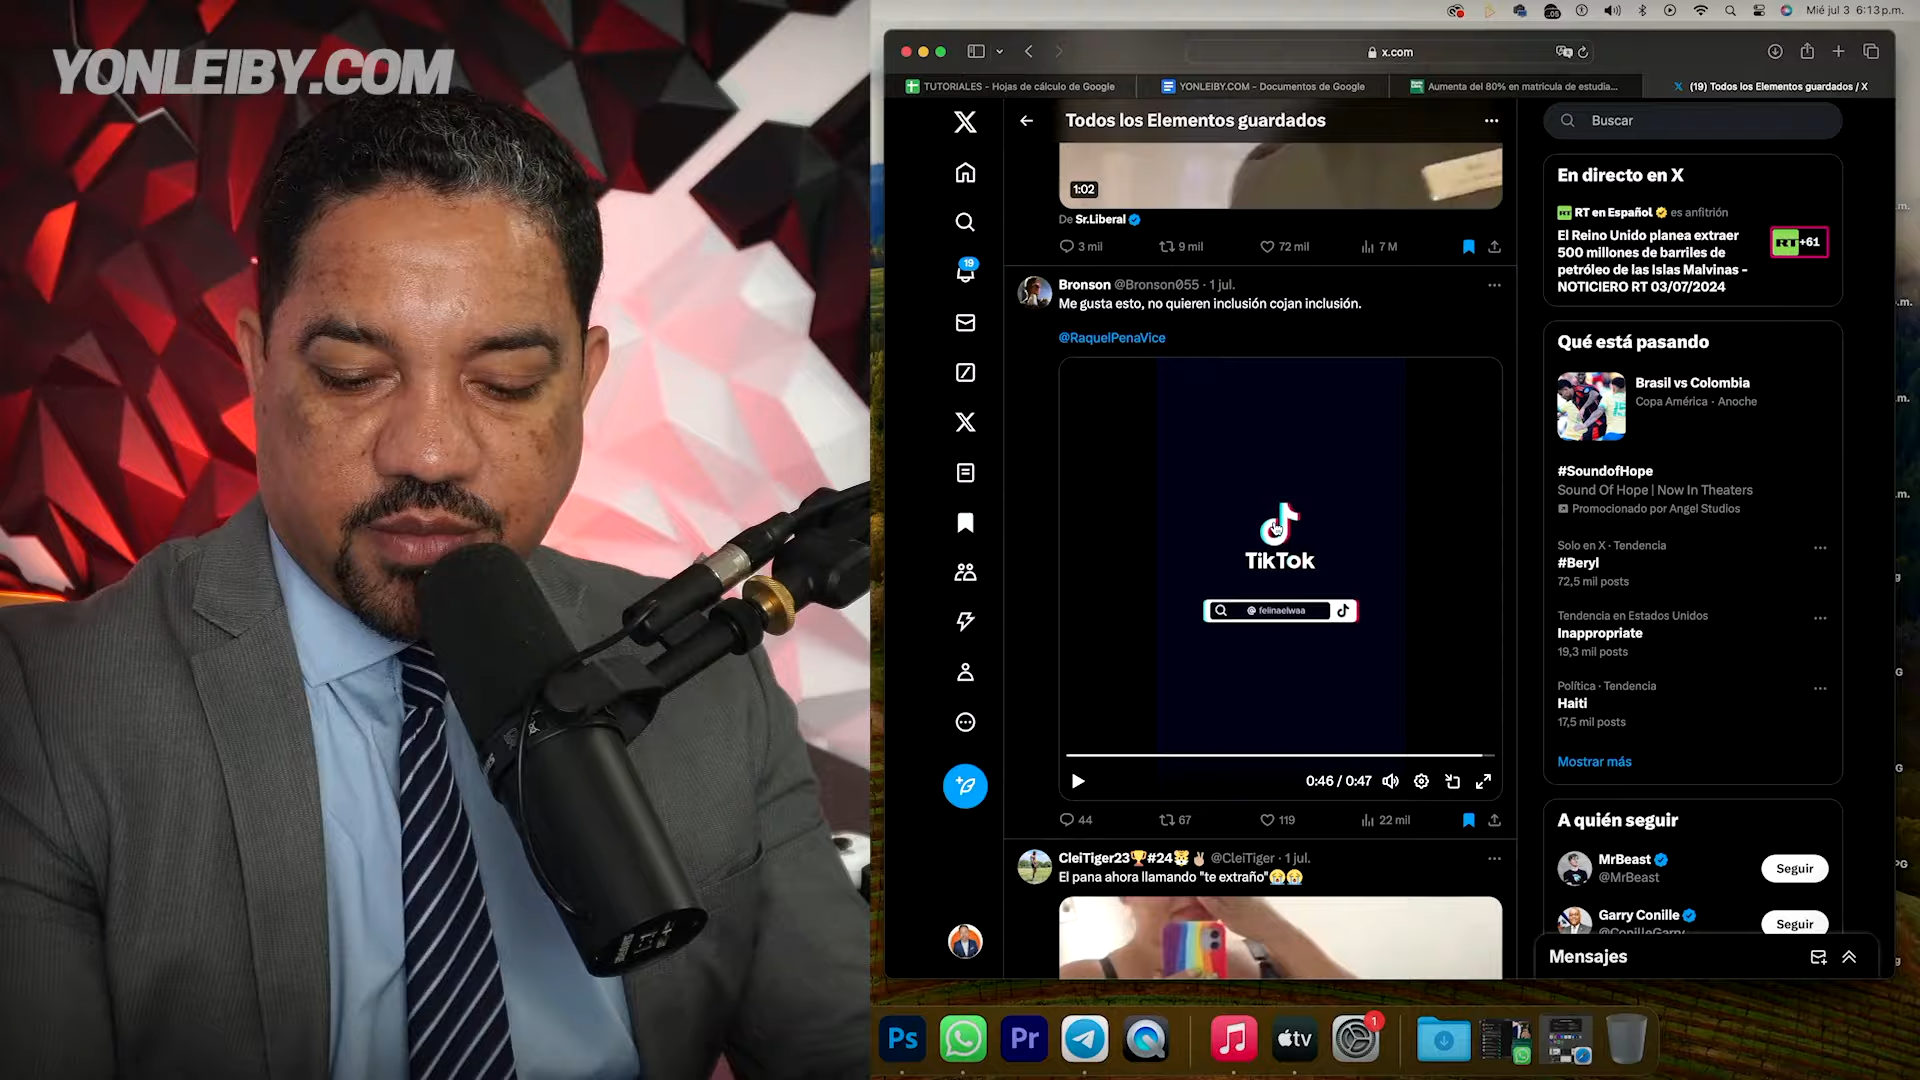 YONLEIBY.COM
Mié jul 3 6:13 p.m.
x.com
TUTORIALES - Hojas de cálculo de Google
YONLEIBY.COM - Documentos de Google
Aumenta del 80% en matricula de estudia...
(19) Todos los Elementos guardados / X
Todos los Elementos guardados
1:02
De Sr.Liberal
3 mil 9 mil 72 mil 7 M
19
Bronson @Bronson055 · 1 jul.
Me gusta esto, no quieren inclusión cojan inclusión.
@RaquelPenaVice
TikTok
@ felinaelwaa
0:46 / 0:47
44 67 119 22 mil
CleiTiger23🏆#24🐯✌🏼 @CleiTiger · 1 jul.
El pana ahora llamando "te extraño"😭😭
Buscar
En directo en X
RT en Español es anfitrión
El Reino Unido planea extraer
500 millones de barriles de
petróleo de las Islas Malvinas -
NOTICIERO RT 03/07/2024
RT +61
Qué está pasando
Brasil vs Colombia
Copa América · Anoche
#SoundofHope
Sound Of Hope | Now In Theaters
Promocionado por Angel Studios
Solo en X · Tendencia
#Beryl
72,5 mil posts
Tendencia en Estados Unidos
Inappropriate
19,3 mil posts
Política · Tendencia
Haiti
17,5 mil posts
Mostrar más
A quién seguir
MrBeast
@MrBeast
Seguir
Garry Conille
@ConilleGarry
Seguir
Mensajes
Ps
Pr
tv
1
SHURE